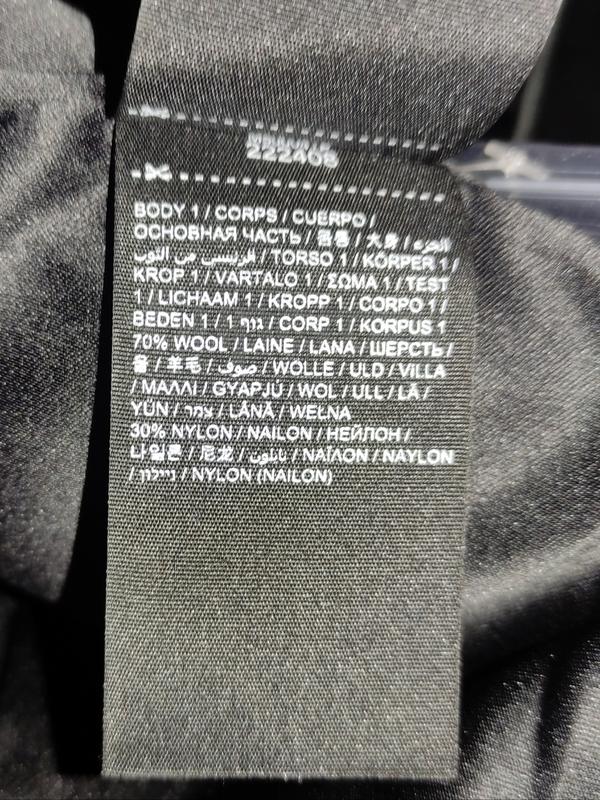 222408
BODY 1 / CORPS / CUERPO /
ОСНОВНАЯ ЧАСТЬ / 몸통 / 大身 / الجزء
من الثوب / TORSO 1 / KÖRPER 1 /
KROP 1 / VARTALO 1 / ΣΩΜΑ 1 / TEST
1 / LICHAAM 1 / KROPP 1 / CORPO 1 /
BEDEN 1 / 1 גוף / CORP 1 / KORPUS 1
70% WOOL / LAINE / LANA / ШЕРСТЬ /
울 / 羊毛 / صوف / WOLLE / ULD / VILLA
/ ΜΑΛΛΙ / GYAPJÚ / WOL / ULL / LÃ /
YÜN / צמר / LÂNĂ / WEŁNA
30% NYLON / NAILON / НЕЙЛОН /
나일론 / 尼龙 / نايلون / ΝΑΪΛΟΝ / NAYLON
/ ניילון / NYLON (NAILON)